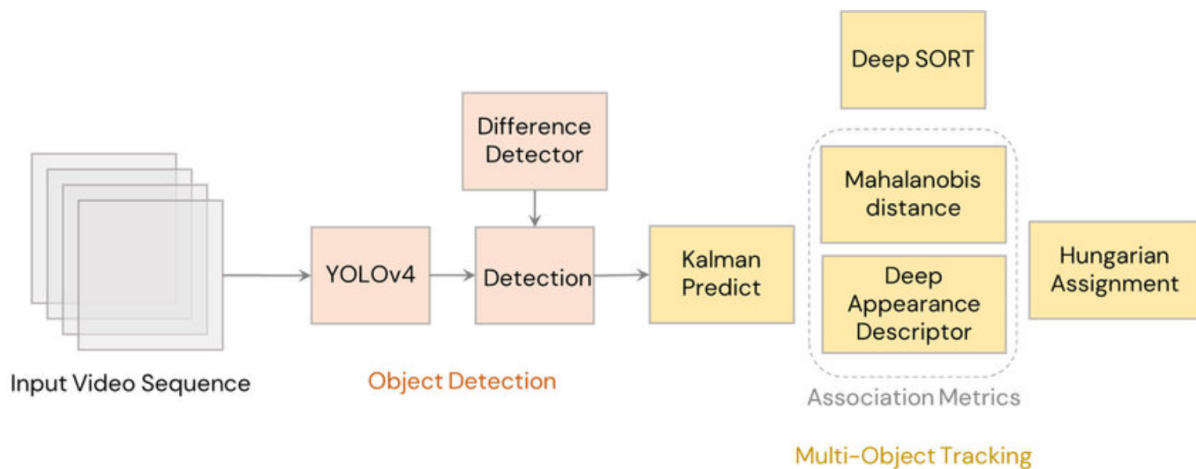 Deep SORT
Difference
Detector
Mahalanobis
distance
YOLOv4
Detection
Kalman
Predict
Deep
Appearance
Descriptor
Hungarian
Assignment
Input Video Sequence
Object Detection
Association Metrics
Multi-Object Tracking